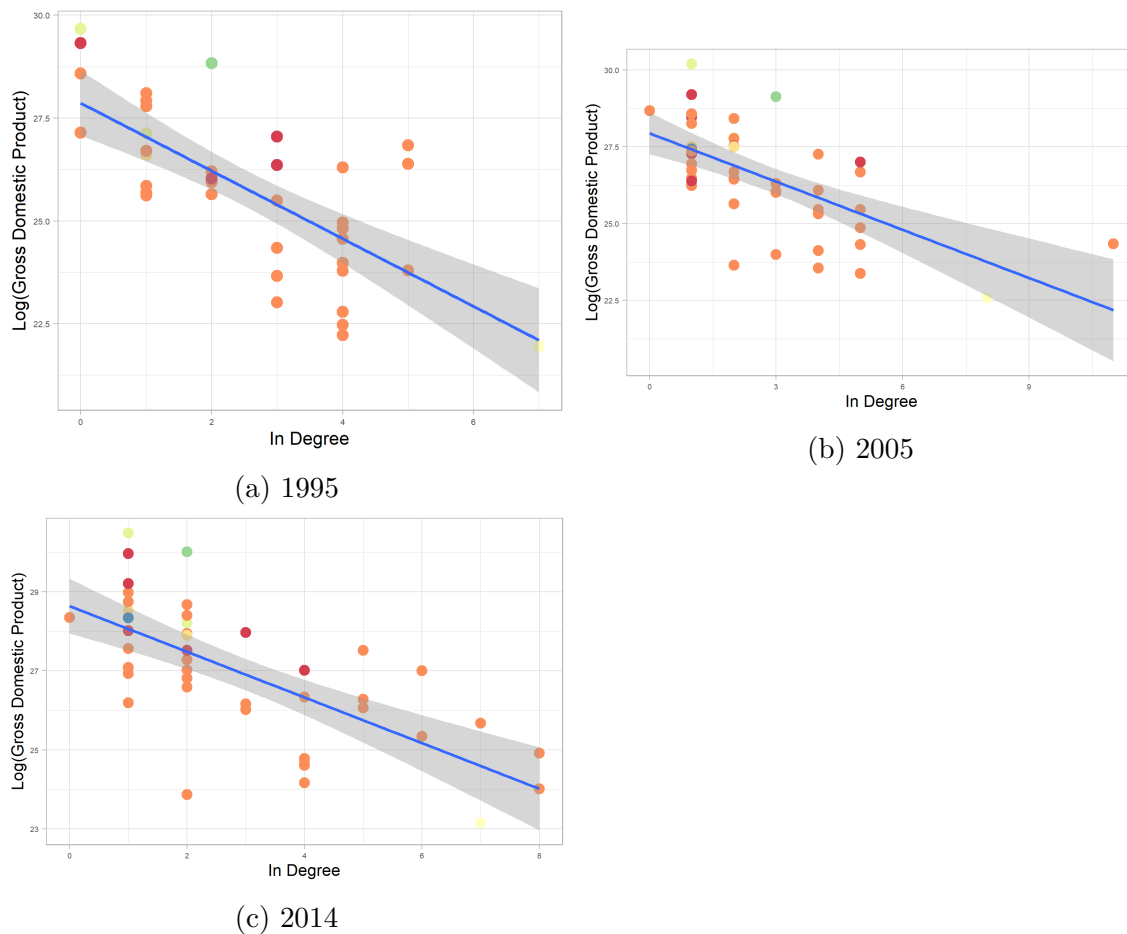 30.0
27.5
25.0
22.5
Log(Gross Domestic Product)
0 2 4 6
In Degree
(a) 1995
30.0
27.5
25.0
22.5
Log(Gross Domestic Product)
0 3 6 9
In Degree
(b) 2005
29
27
25
23
Log(Gross Domestic Product)
0 2 4 6 8
In Degree
(c) 2014